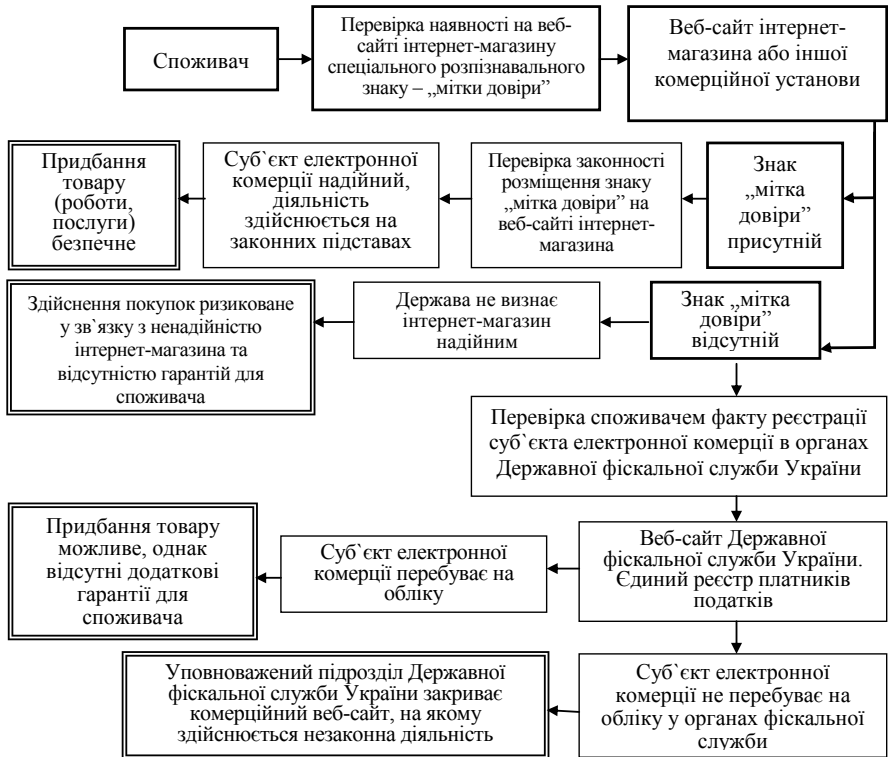 Споживач
Перевірка наявності на веб-
сайті інтернет-магазину
спеціального розпізнавального
знаку – „мітки довіри”
Веб-сайт інтернет-
магазина або іншої
комерційної установи
Знак
„мітка
довіри”
присутній
Перевірка законності
розміщення знаку
„мітка довіри” на
веб-сайті інтернет-
магазина
Суб`єкт електронної
комерції надійний,
діяльність
здійснюється на
законних підставах
Придбання
товару
(роботи,
послуги)
безпечне
Знак „мітка
довіри”
відсутній
Держава не визнає
інтернет-магазин
надійним
Здійснення покупок ризиковане
у зв`язку з ненадійністю
інтернет-магазина та
відсутністю гарантій для
споживача
Перевірка споживачем факту реєстрації
суб`єкта електронної комерції в органах
Державної фіскальної служби України
Веб-сайт Державної
фіскальної служби України.
Єдиний реєстр платників
податків
Суб`єкт електронної
комерції перебуває на
обліку
Придбання товару
можливе, однак
відсутні додаткові
гарантії для
споживача
Суб`єкт електронної
комерції не перебуває на
обліку у органах фіскальної
служби
Уповноважений підрозділ Державної
фіскальної служби України закриває
комерційний веб-сайт, на якому
здійснюється незаконна діяльність